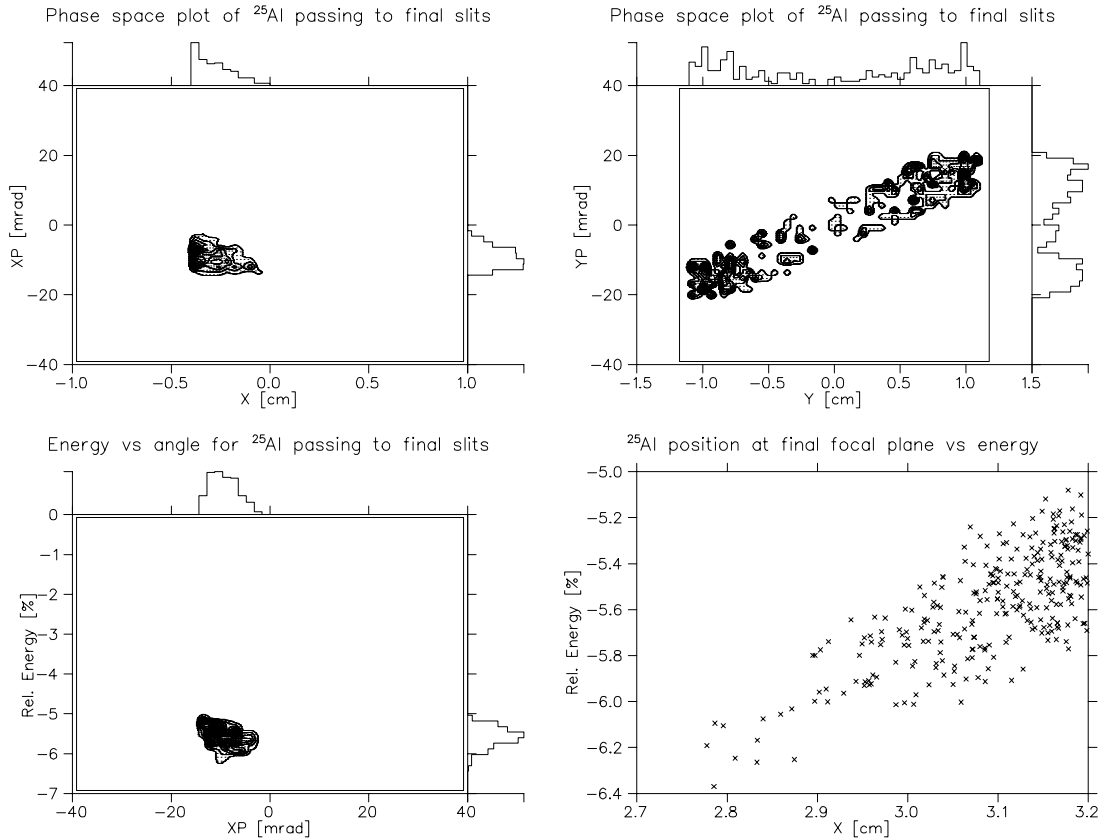 Phase space plot of ²⁵Al passing to final slits
40
20
0
−20
−40
XP [mrad]
−1.0 −0.5 0.0 0.5 1.0
X [cm]
Phase space plot of ²⁵Al passing to final slits
40
20
0
−20
−40
YP [mrad]
−1.5 −1.0 −0.5 0.0 0.5 1.0 1.5
Y [cm]
Energy vs angle for ²⁵Al passing to final slits
0
−1
−2
−3
−4
−5
−6
−7
Rel. Energy [%]
−40 −20 0 20 40
XP [mrad]
²⁵Al position at final focal plane vs energy
−5.0
−5.2
−5.4
−5.6
−5.8
−6.0
−6.2
−6.4
Rel. Energy [%]
2.7 2.8 2.9 3.0 3.1 3.2
X [cm]